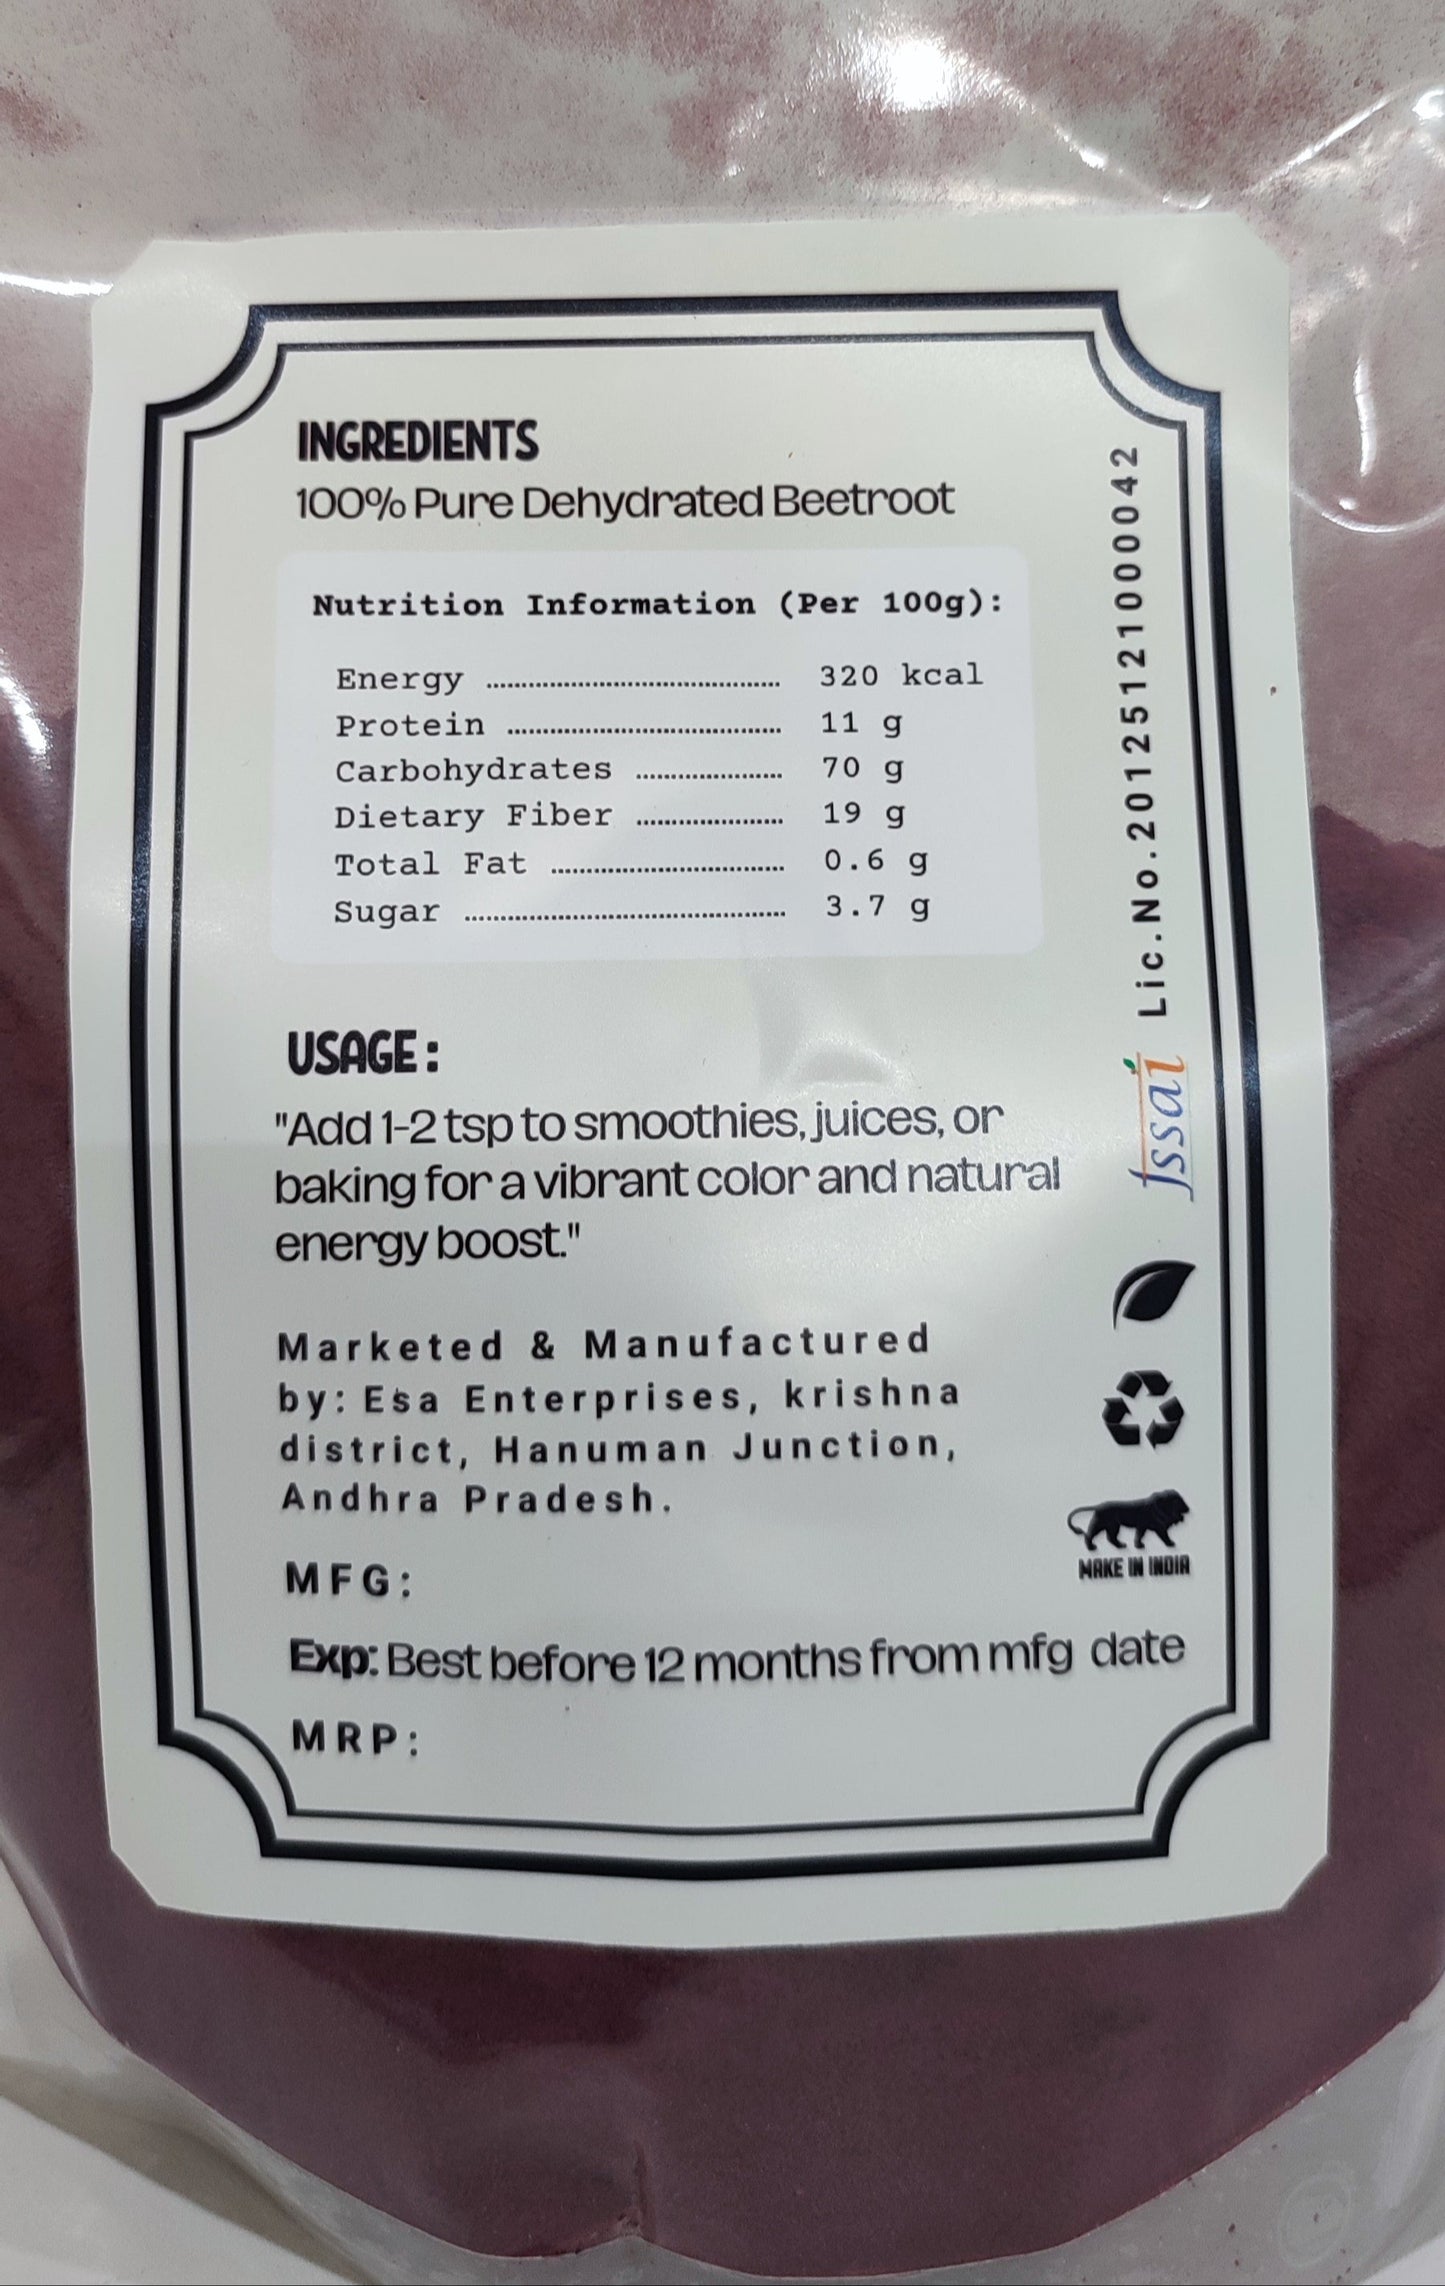 INGREDIENTS
100% Pure Dehydrated Beetroot
Nutrition Information (Per 100g):
Energy ........................................ 320 kcal
Protein ........................................ 11 g
Carbohydrates ........................................ 70 g
Dietary Fiber ........................................ 19 g
Total Fat ........................................ 0.6 g
Sugar ........................................ 3.7 g
USAGE:
"Add 1-2 tsp to smoothies, juices, or
baking for a vibrant color and natural
energy boost."
Marketed & Manufactured
by: Esa Enterprises, krishna
district, Hanuman Junction,
Andhra Pradesh.
MFG:
Exp: Best before 12 months from mfg date
MRP:
fssai Lic.No.20125121000042
MAKE IN INDIA